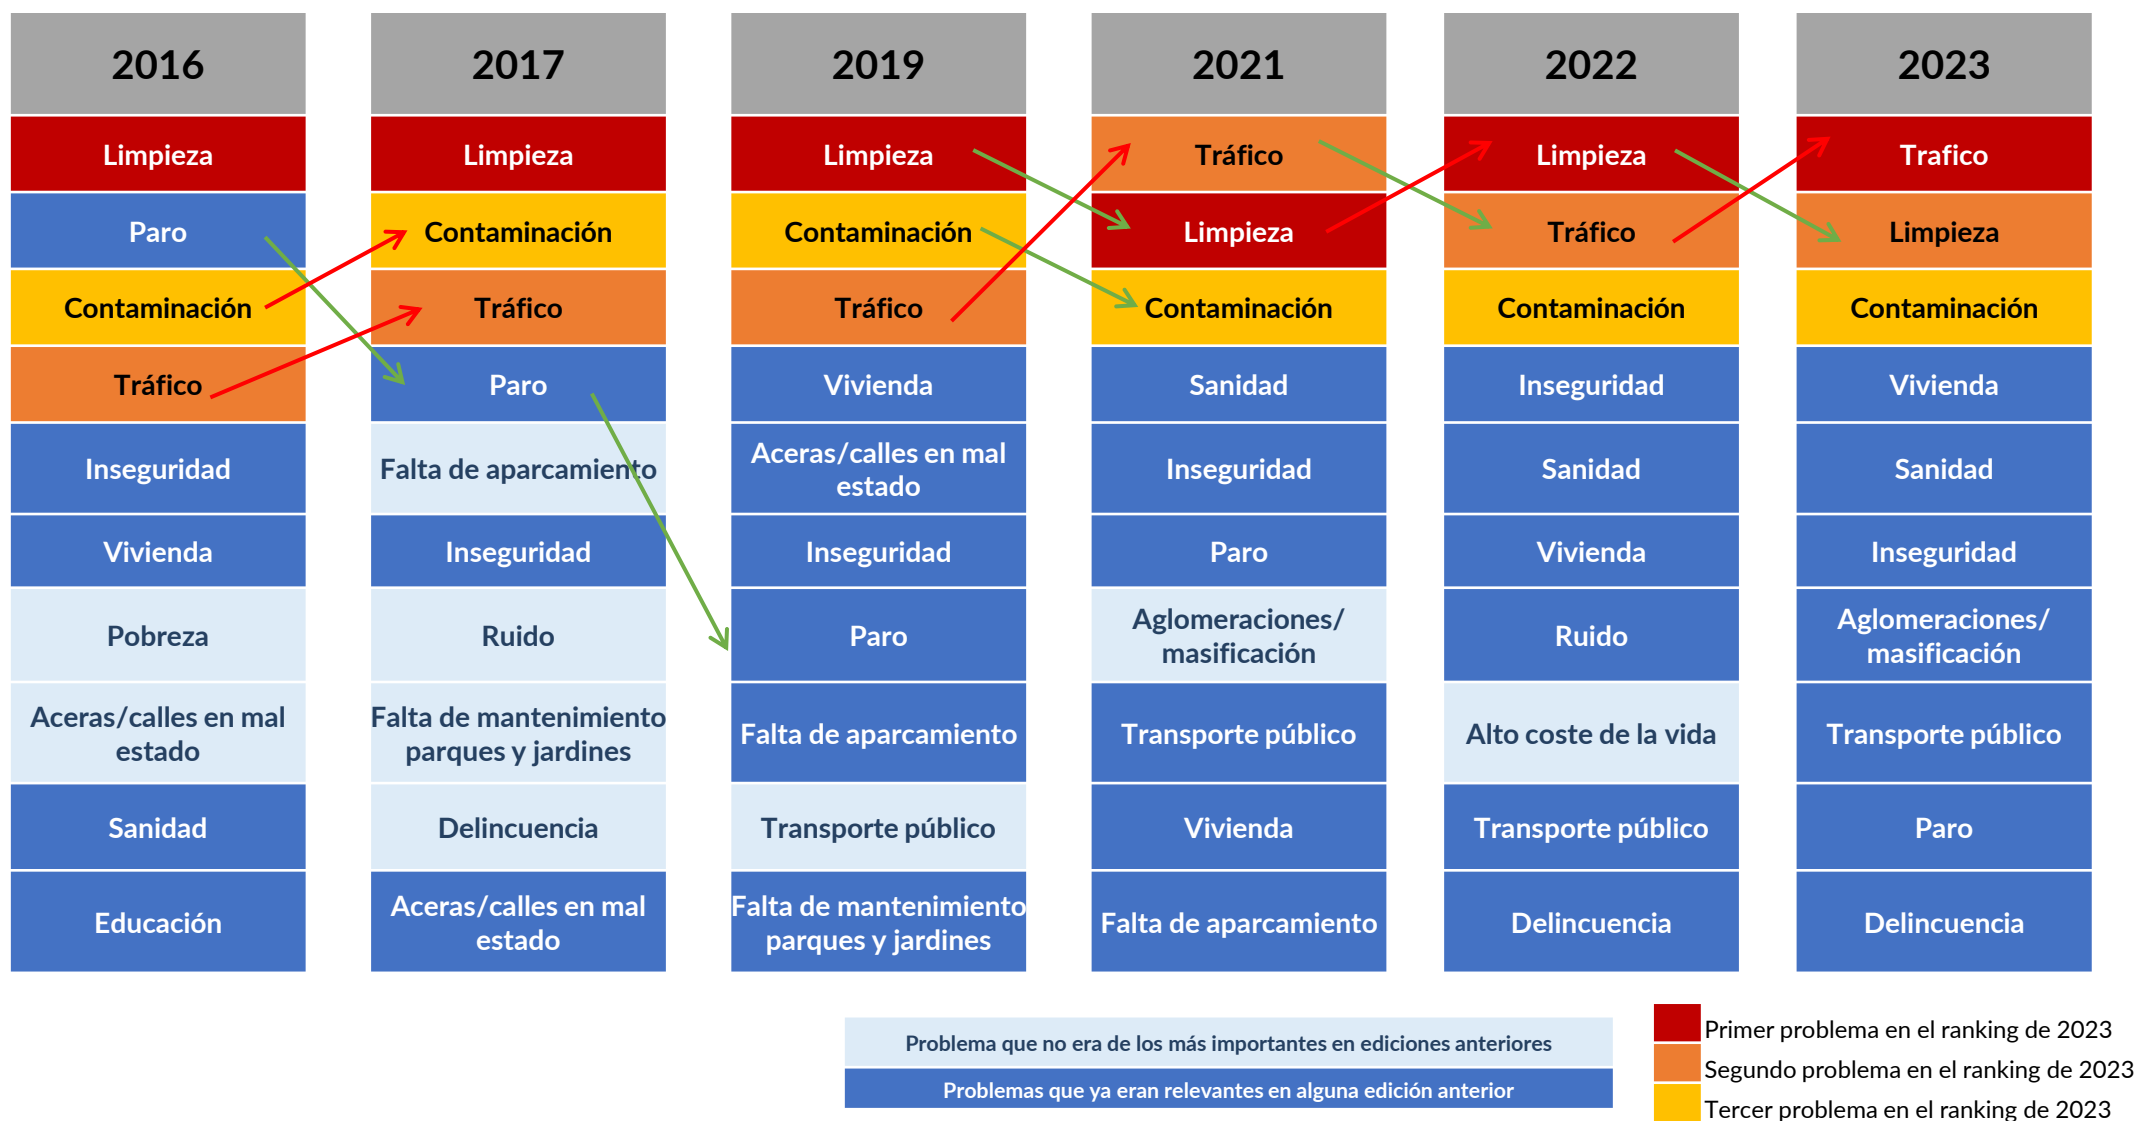 2016
2017
2019
2021
2022
2023
Limpieza
Limpieza
Limpieza
Tráfico
Limpieza
Trafico
Paro
Contaminación
Contaminación
Limpieza
Tráfico
Limpieza
Contaminación
Tráfico
Tráfico
Contaminación
Contaminación
Contaminación
Tráfico
Paro
Vivienda
Sanidad
Inseguridad
Vivienda
Inseguridad
Falta de aparcamiento
Aceras/calles en mal
estado
Inseguridad
Sanidad
Sanidad
Vivienda
Inseguridad
Inseguridad
Paro
Vivienda
Inseguridad
Pobreza
Ruido
Paro
Aglomeraciones/
masificación
Ruido
Aglomeraciones/
masificación
Aceras/calles en mal
estado
Falta de mantenimiento
parques y jardines
Falta de aparcamiento
Transporte público
Alto coste de la vida
Transporte público
Sanidad
Delincuencia
Transporte público
Vivienda
Transporte público
Paro
Educación
Aceras/calles en mal
estado
Falta de mantenimiento
parques y jardines
Falta de aparcamiento
Delincuencia
Delincuencia
Problema que no era de los más importantes en ediciones anteriores
Problemas que ya eran relevantes en alguna edición anterior
Primer problema en el ranking de 2023
Segundo problema en el ranking de 2023
Tercer problema en el ranking de 2023